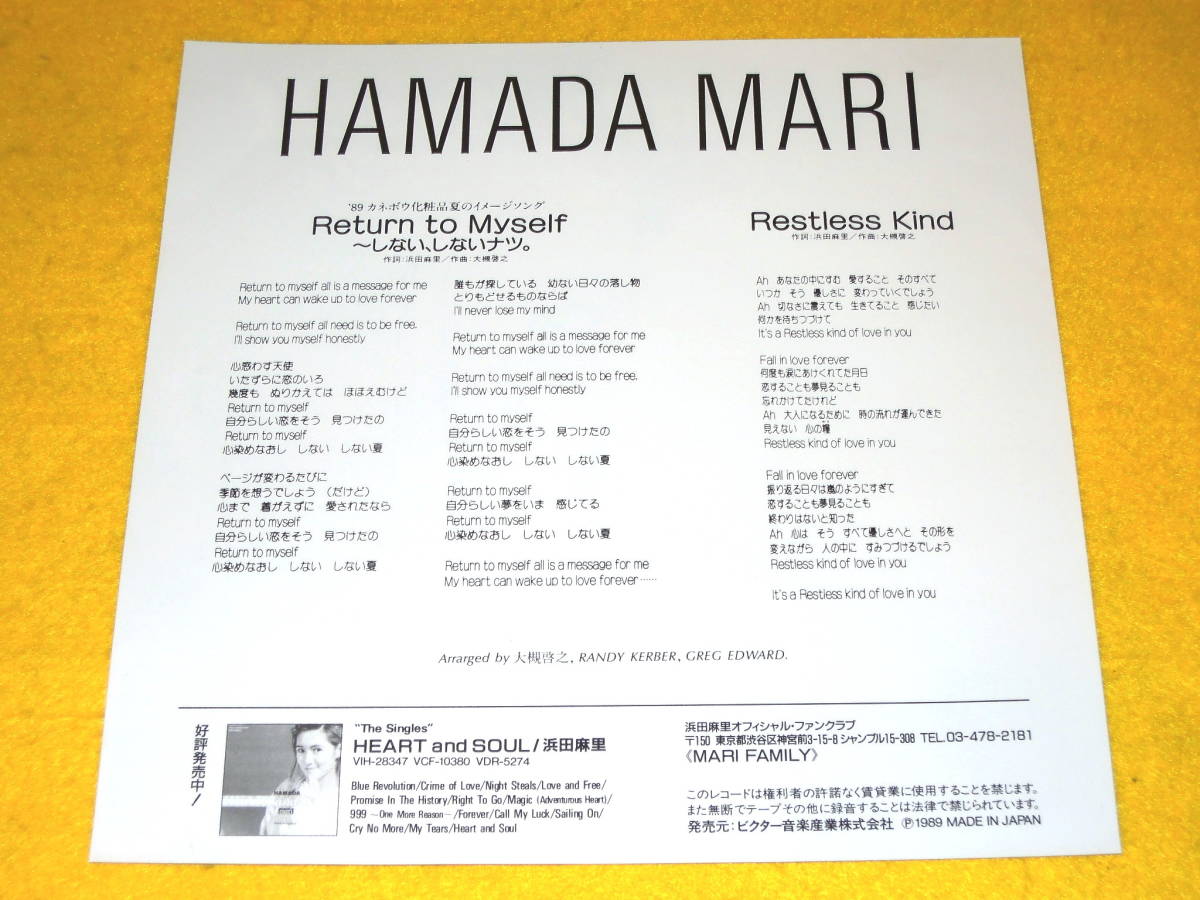 HAMADA MARI
'89 カネボウ化粧品夏のイメージソング
Return to Myself
〜しない、しないナツ。
作詞:浜田麻里/作曲:大槻啓之
Return to myself all is a message for me
My heart can wake up to love forever
Return to myself all need is to be free.
I'll show you myself honestly
心惑わす天使
いたずらに恋のいろ
幾度も ぬりかえては ほほえむけど
Return to myself
自分らしい恋をそう 見つけたの
Return to myself
心染めなおし しない しない夏
ページが変わるたびに
季節を想うでしょう (だけど)
心まで 着がえずに 愛されたなら
Return to myself
自分らしい恋をそう 見つけたの
Return to myself
心染めなおし しない しない夏
誰もが探している 幼ない日々の落し物
とりもどせるものならば
I'll never lose my mind
Return to myself all is a message for me
My heart can wake up to love forever
Return to myself all need is to be free.
I'll show you myself honestly
Return to myself
自分らしい恋をそう 見つけたの
Return to myself
心染めなおし しない しない夏
Return to myself
自分らしい夢をいま 感じてる
Return to myself
心染めなおし しない しない夏
Return to myself all is a message for me
My heart can wake up to love forever……
Restless Kind
作詞:浜田麻里/作曲:大槻啓之
Ah あなたの中にすむ 愛すること そのすべて
いつか そう 優しさに 変わっていくでしょう
Ah 切なさに震えても 生きてること 感じたい
何かを待ちつづけて
It's a Restless kind of love in you
Fall in love forever
何度も涙にあけくれてた月日
恋することも夢見ることも
忘れかけてたけれど
Ah 大人になるために 時の流れが運んできた
見えない 心の糧
Restless kind of love in you
Fall in love forever
振り返る日々は嵐のようにすぎて
恋することも夢見ることも
終わりはないと知った
Ah 心は そう すべて優しさへと その形を
変えながら 人の中に すみつづけるでしょう
Restless kind of love in you
It's a Restless kind of love in you
Arranged by 大槻啓之, RANDY KERBER, GREG EDWARD.
好評発売中!
"The Singles"
HEART and SOUL/浜田麻里
VIH-28347 VCF-10380 VDR-5274
Blue Revolution/Crime of Love/Night Steals/Love and Free/
Promise In The History/Right To Go/Magic (Adventurous Heart)/
999 〜One More Reason〜/Forever/Call My Luck/Sailing On/
Cry No More/My Tears/Heart and Soul
浜田麻里オフィシャル・ファンクラブ
〒150 東京都渋谷区神宮前3-15-8 シャンブル15-308 TEL.03-478-2181
《MARI FAMILY》
このレコードは権利者の許諾なく賃貸業に使用することを禁じます。
また無断でテープその他に録音することは法律で禁じられています。
発売元:ビクター音楽産業株式会社 Ⓟ1989 MADE IN JAPAN